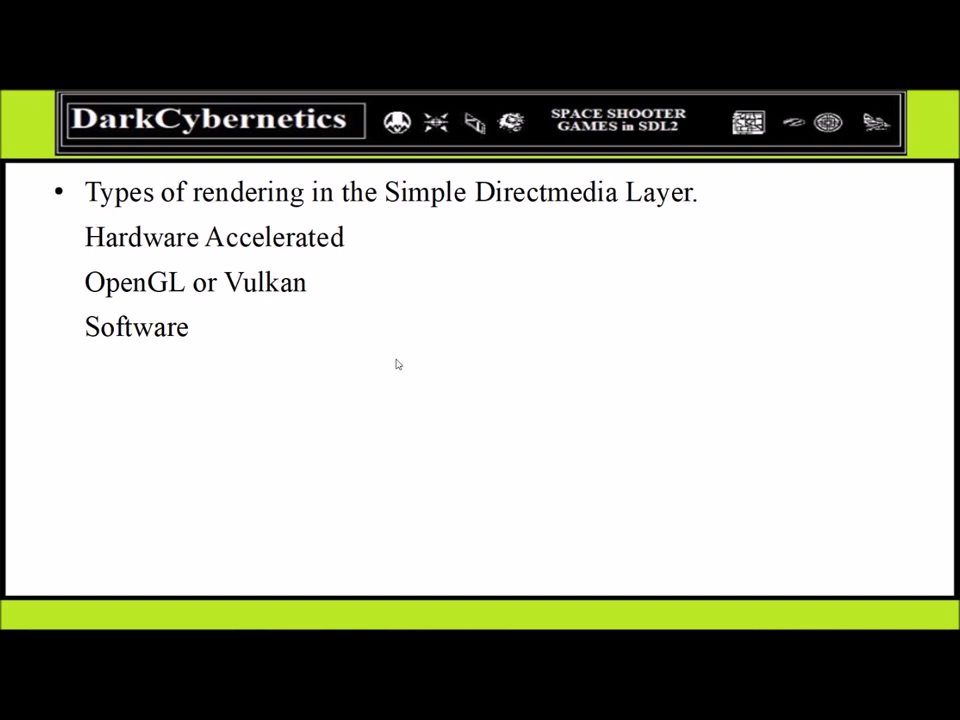 DarkCybernetics
SPACE SHOOTER
GAMES in SDL2
• Types of rendering in the Simple Directmedia Layer.
Hardware Accelerated
OpenGL or Vulkan
Software